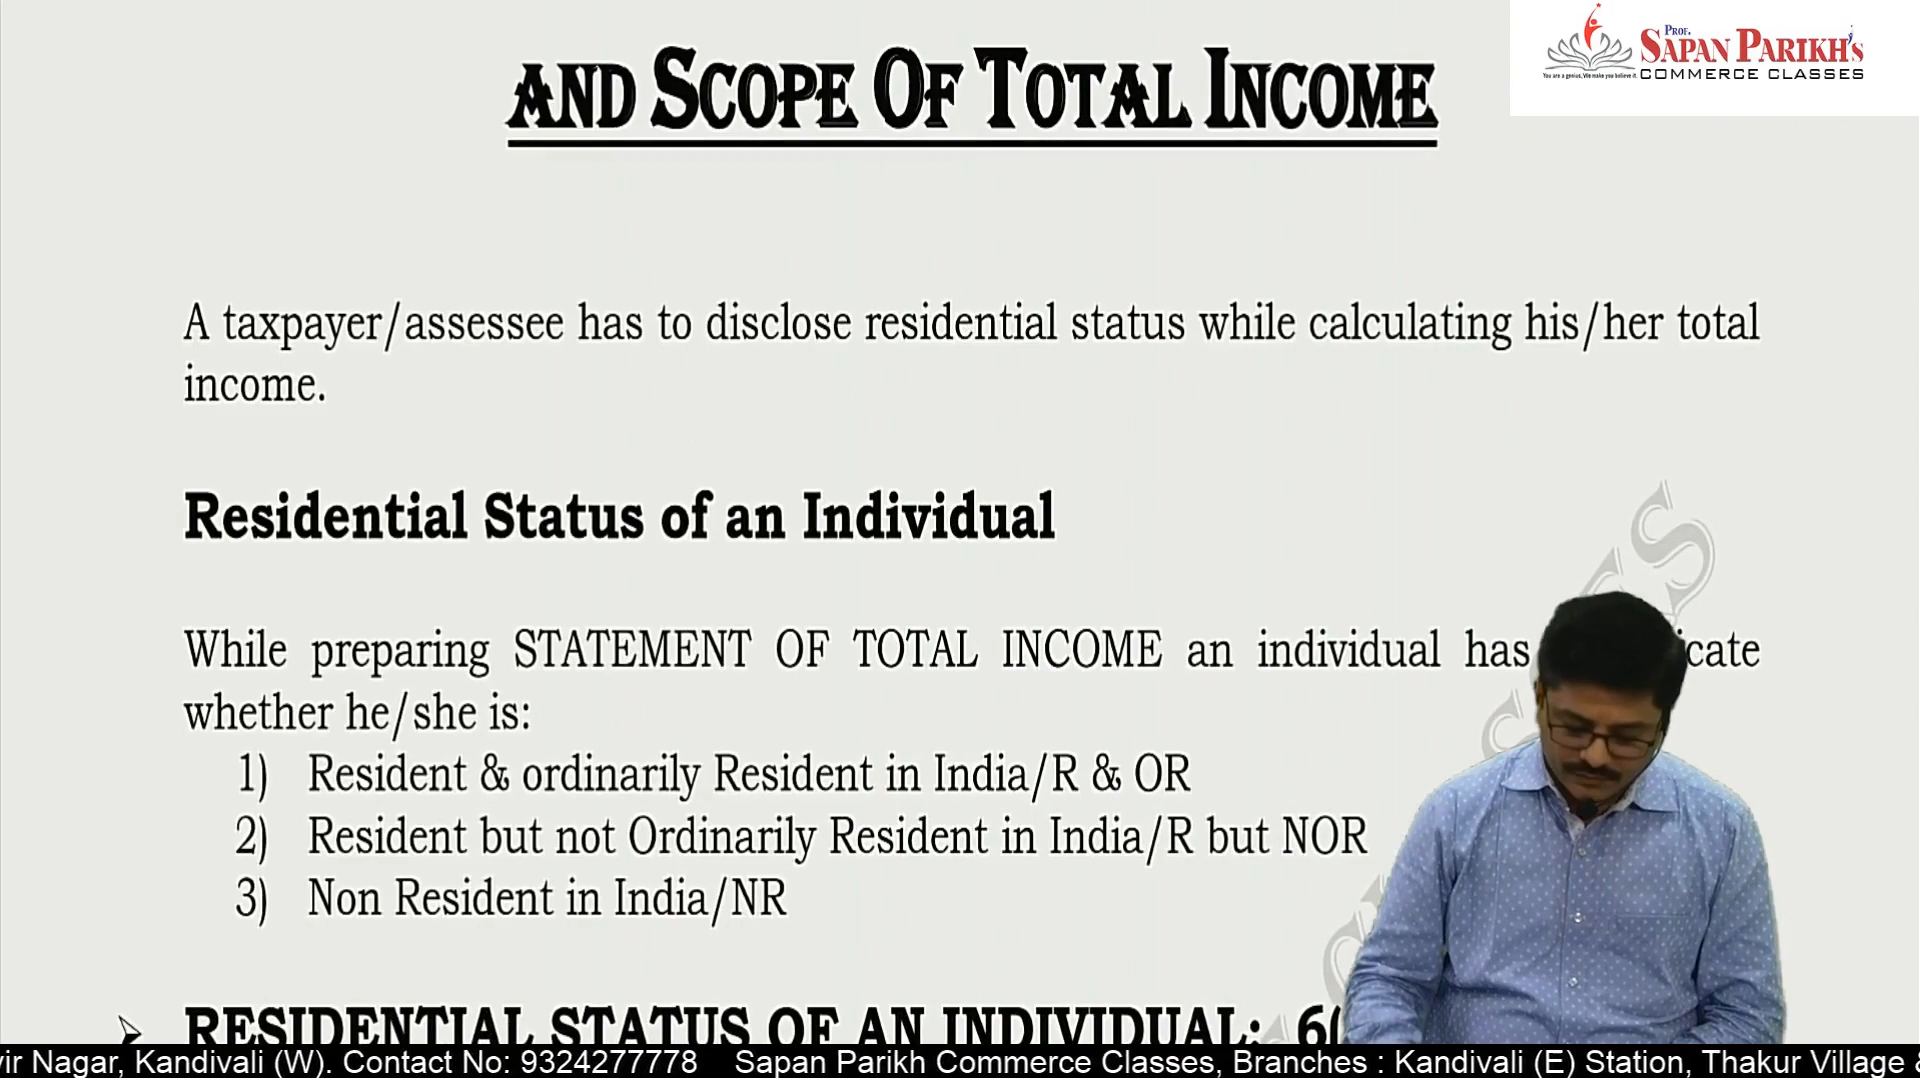 AND SCOPE OF TOTAL INCOME
PROF.
SAPAN PARIKH'S
You are a genius, We make you believe it.
COMMERCE CLASSES
A taxpayer/assessee has to disclose residential status while calculating his/her total
income.
Residential Status of an Individual
While preparing STATEMENT OF TOTAL INCOME an individual has cate
whether he/she is:
1) Resident & ordinarily Resident in India/R & OR
2) Resident but not Ordinarily Resident in India/R but NOR
3) Non Resident in India/NR
➢ RESIDENTIAL STATUS OF AN INDIVIDUAL: 6(
vir Nagar, Kandivali (W). Contact No: 9324277778 Sapan Parikh Commerce Classes, Branches : Kandivali (E) Station, Thakur Village &